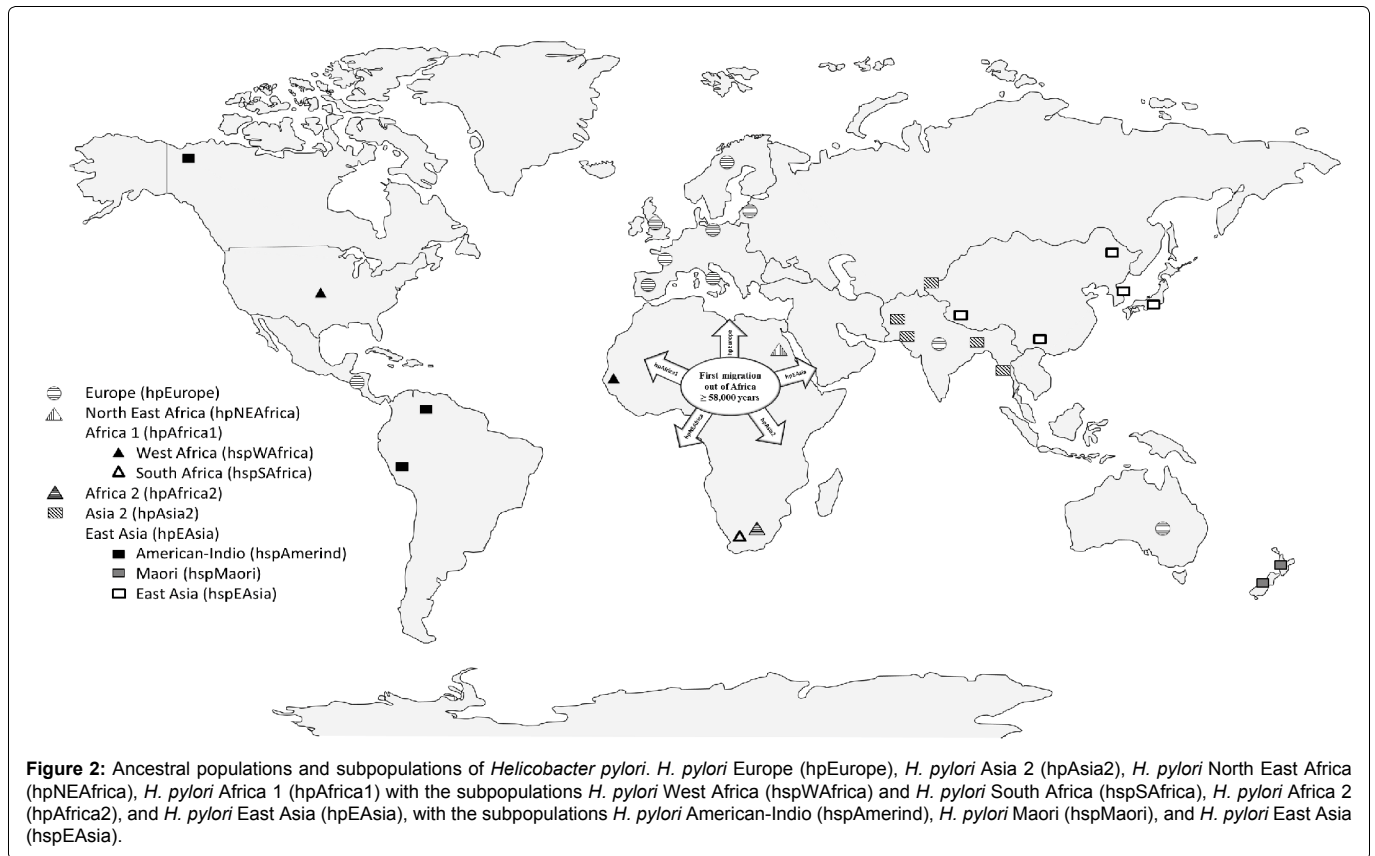 hpEurope
hpAfrica1
hpEAsia
First migration
out of Africa
≥ 58,000 years
hpNEAfrica
hpAsia2
Europe (hpEurope)
North East Africa (hpNEAfrica)
Africa 1 (hpAfrica1)
West Africa (hspWAfrica)
South Africa (hspSAfrica)
Africa 2 (hpAfrica2)
Asia 2 (hpAsia2)
East Asia (hpEAsia)
American-Indio (hspAmerind)
Maori (hspMaori)
East Asia (hspEAsia)
Figure 2: Ancestral populations and subpopulations of Helicobacter pylori. H. pylori Europe (hpEurope), H. pylori Asia 2 (hpAsia2), H. pylori North East Africa
(hpNEAfrica), H. pylori Africa 1 (hpAfrica1) with the subpopulations H. pylori West Africa (hspWAfrica) and H. pylori South Africa (hspSAfrica), H. pylori Africa 2
(hpAfrica2), and H. pylori East Asia (hpEAsia), with the subpopulations H. pylori American-Indio (hspAmerind), H. pylori Maori (hspMaori), and H. pylori East Asia
(hspEAsia).